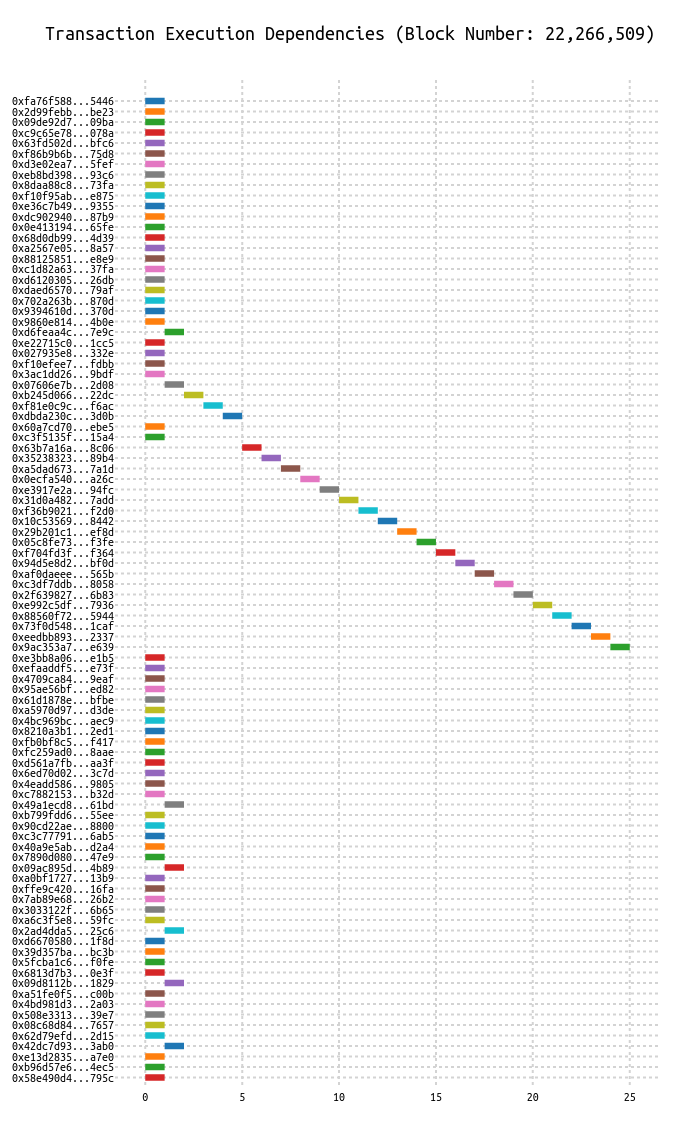 Transaction Execution Dependencies (Block Number: 22,266,509)
0xfa76f588...5446
0x2d99febb...be23
0x09de92d7...09ba
0xc9c65e78...078a
0x63fd502d...bfc6
0xf86b9b6b...75d8
0xd3e02ea7...5fef
0xeb8bd398...93c6
0x8daa88c8...73fa
0xf10f95ab...e875
0xe36c7b49...9355
0xdc902940...87b9
0x0e413194...65fe
0x68d0db99...4d39
0xa2567e05...8a57
0x88125851...e8e9
0xc1d82a63...37fa
0xd6120305...26db
0xdaed6570...79af
0x702a263b...870d
0x9394610d...370d
0x9860e814...4b0e
0xd6feaa4c...7e9c
0xe22715c0...1cc5
0x027935e8...332e
0xf10efee7...fdbb
0x3ac1dd26...9bdf
0x07606e7b...2d08
0xb245d066...22dc
0xf81e0c9c...f6ac
0xdbda230c...3d0b
0x60a7cd70...ebe5
0xc3f5135f...15a4
0x63b7a16a...8c06
0x35238323...89b4
0xa5dad673...7a1d
0x0ecfa540...a26c
0xe3917e2a...94fc
0x31d0a482...7add
0xf36b9021...f2d0
0x10c53569...8442
0x29b201c1...ef8d
0x05c8fe73...f3fe
0xf704fd3f...f364
0x94d5e8d2...bf0d
0xaf0daeee...565b
0xc3df7ddb...8058
0x2f639827...6b83
0xe992c5df...7936
0x88560f72...5944
0x73f0d548...1caf
0xeedbb893...2337
0x9ac353a7...e639
0xe3bb8a06...e1b5
0xefaaddf5...e73f
0x4709ca84...9eaf
0x95ae56bf...ed82
0x61d1878e...bfbe
0xa5970d97...d3de
0x4bc969bc...aec9
0x8210a3b1...2ed1
0xfb0bf8c5...f417
0xfc259ad0...8aae
0xd561a7fb...aa3f
0x6ed70d02...3c7d
0x4eadd586...9805
0xc7882153...b32d
0x49a1ecd8...61bd
0xb799fdd6...55ee
0x90cd22ae...8800
0xc3c77791...6ab5
0x40a9e5ab...d2a4
0x7890d080...47e9
0x09ac895d...4b89
0xa0bf1727...13b9
0xffe9c420...16fa
0x7ab89e68...26b2
0x3033122f...6b65
0xa6c3f5e8...59fc
0x2ad4dda5...25c6
0xd6670580...1f8d
0x39d357ba...bc3b
0x5fcba1c6...f0fe
0x6813d7b3...0e3f
0x09d8112b...1829
0xa51fe0f5...c00b
0x4bd981d3...2a03
0x508e3313...39e7
0x08c68d84...7657
0x62d79efd...2d15
0x42dc7d93...3ab0
0xe13d2835...a7e0
0xb96d57e6...4ec5
0x58e490d4...795c
0 5 10 15 20 25